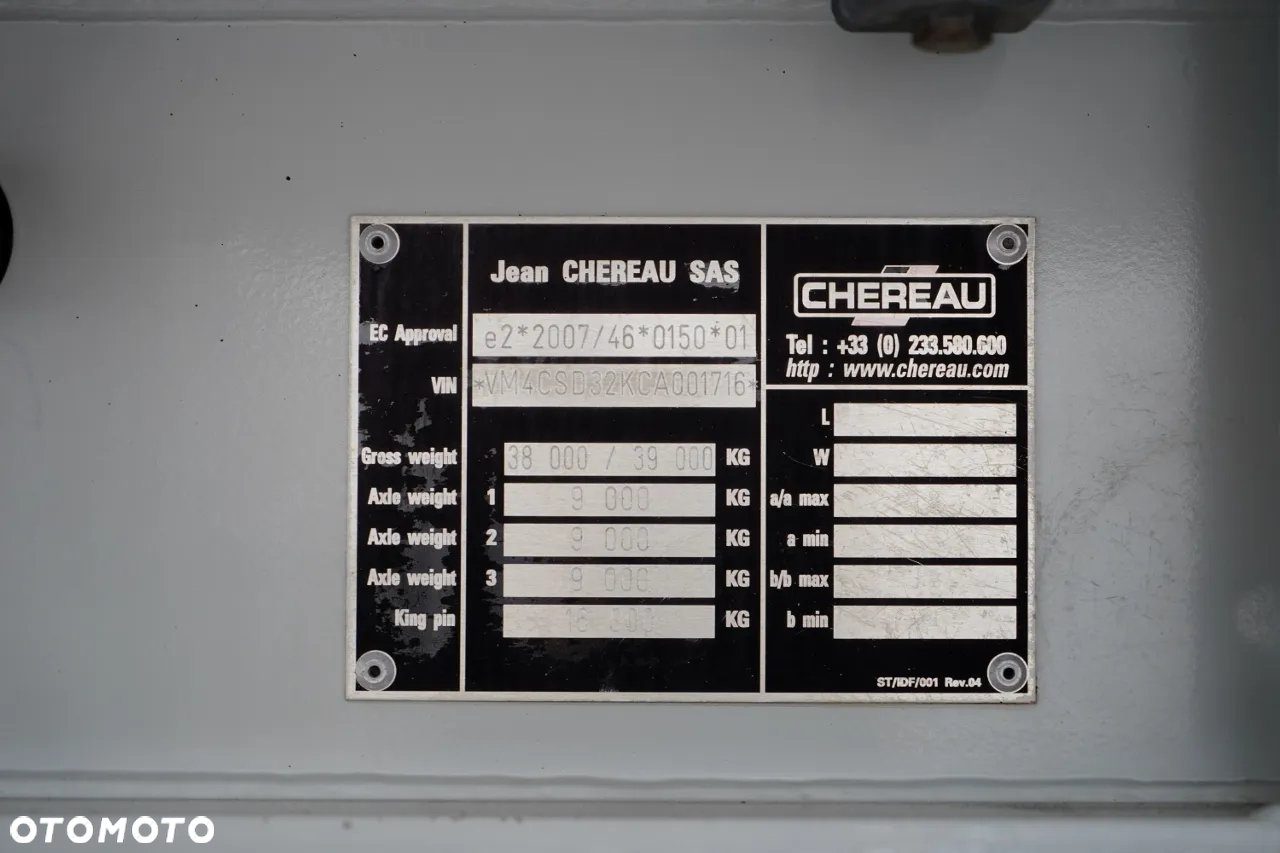 Jean CHEREAU SAS
EC Approval e2*2007/46*0150*01
VIN *VM4CSD32KCA001716*
Gross weight 38 000 / 39 000 KG
Axle weight 1 9 000 KG
Axle weight 2 9 000 KG
Axle weight 3 9 000 KG
King pin KG
CHEREAU
Tel : +33 (0) 233.580.600
http : www.chereau.com
L
W
a/a max
a min
b/b max
b min
ST/IDF/001 Rev.04
OTOMOTO